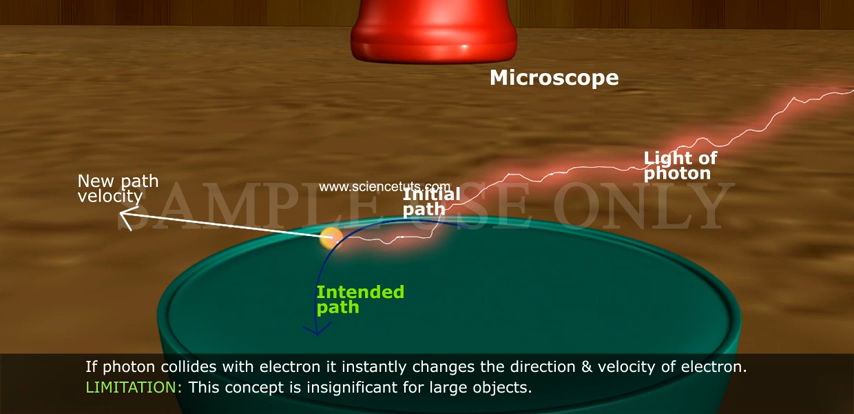 Microscope
Light of
photon
New path
velocity
www.sciencetuts.com
Initial
path
SAMPLE USE ONLY
Intended
path
If photon collides with electron it instantly changes the direction & velocity of electron.
LIMITATION: This concept is insignificant for large objects.